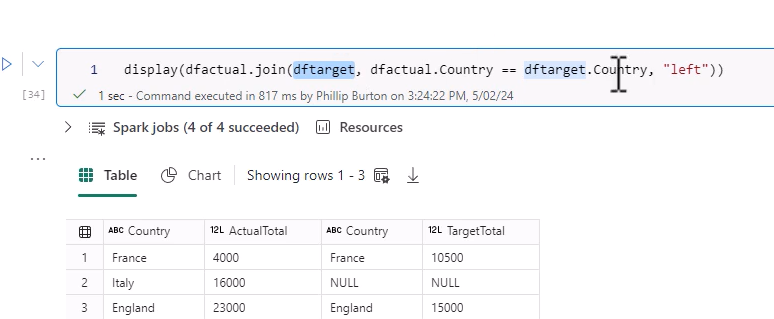 1 display(dfactual.join(dftarget, dfactual.Country == dftarget.Country, "left"))
[34] 1 sec - Command executed in 817 ms by Phillip Burton on 3:24:22 PM, 5/02/24
Spark jobs (4 of 4 succeeded) Resources
...
Table Chart Showing rows 1 - 3
ABC Country 12L ActualTotal ABC Country 12L TargetTotal
1 France 4000 France 10500
2 Italy 16000 NULL NULL
3 England 23000 England 15000